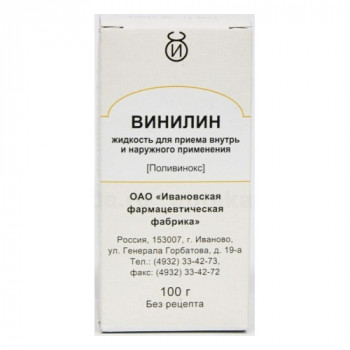 И
ВИНИЛИН
жидкость для приема внутрь
и наружного применения
[Поливинокс]
ОАО «Ивановская
фармацевтическая
фабрика»
Россия, 153007, г. Иваново,
ул. Генерала Горбатова, д. 19-а
Тел.: (4932) 33-42-73,
факс: (4932) 33-42-72
100 г
Без рецепта